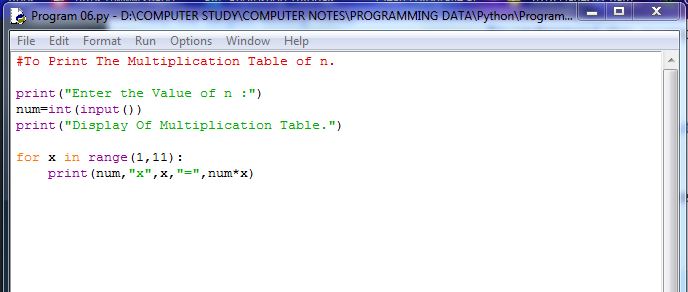 Program 06.py - D:\COMPUTER STUDY\COMPUTER NOTES\PROGRAMMING DATA\Python\Program...
File Edit Format Run Options Window Help
#To Print The Multiplication Table of n.
print("Enter the Value of n :")
num=int(input())
print("Display Of Multiplication Table.")
for x in range(1,11):
    print(num,"x",x,"=",num*x)